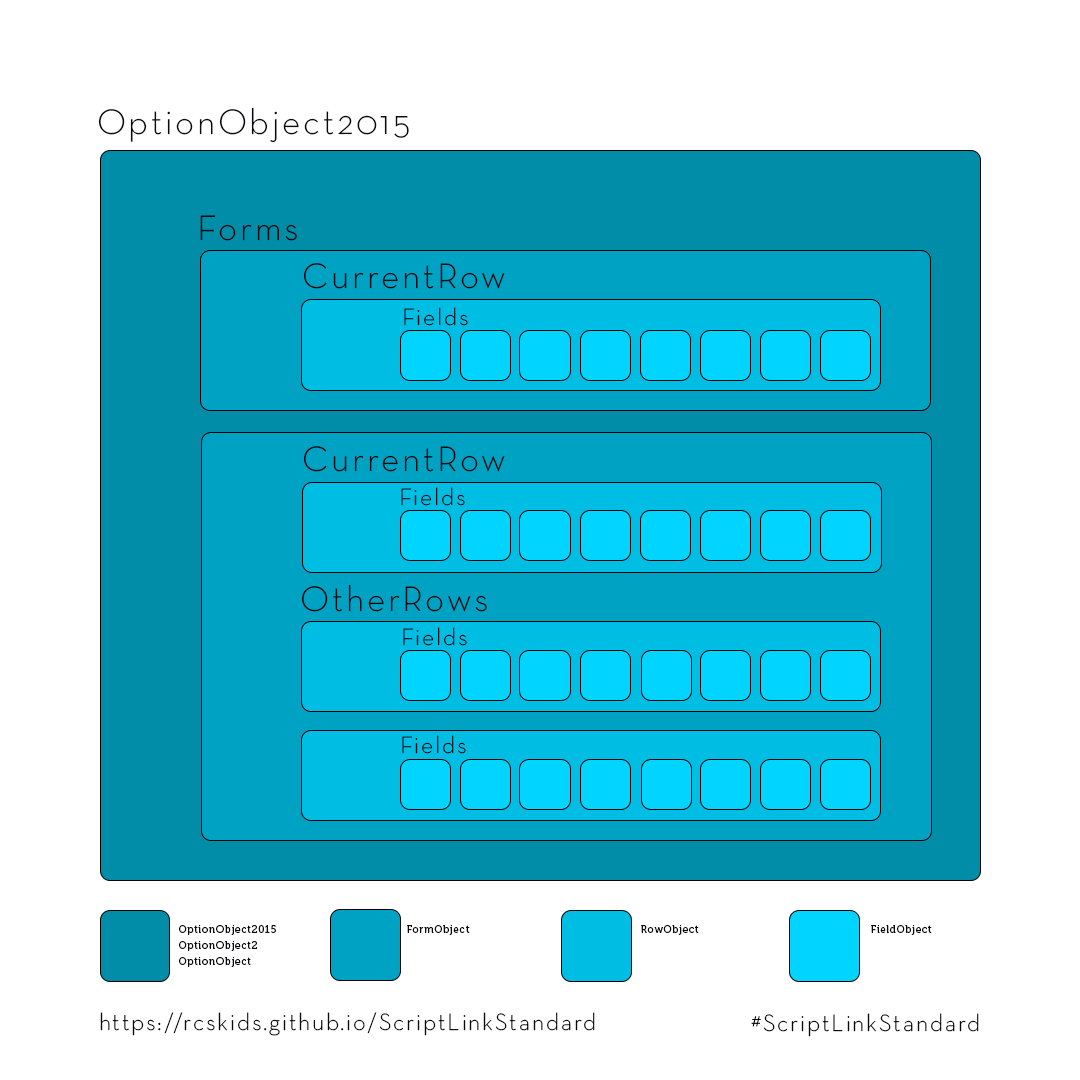 OptionObject2015
Forms
CurrentRow
Fields
CurrentRow
Fields
OtherRows
Fields
Fields
OptionObject2015
OptionObject2
OptionObject
FormObject
RowObject
FieldObject
https://rcskids.github.io/ScriptLinkStandard
#ScriptLinkStandard